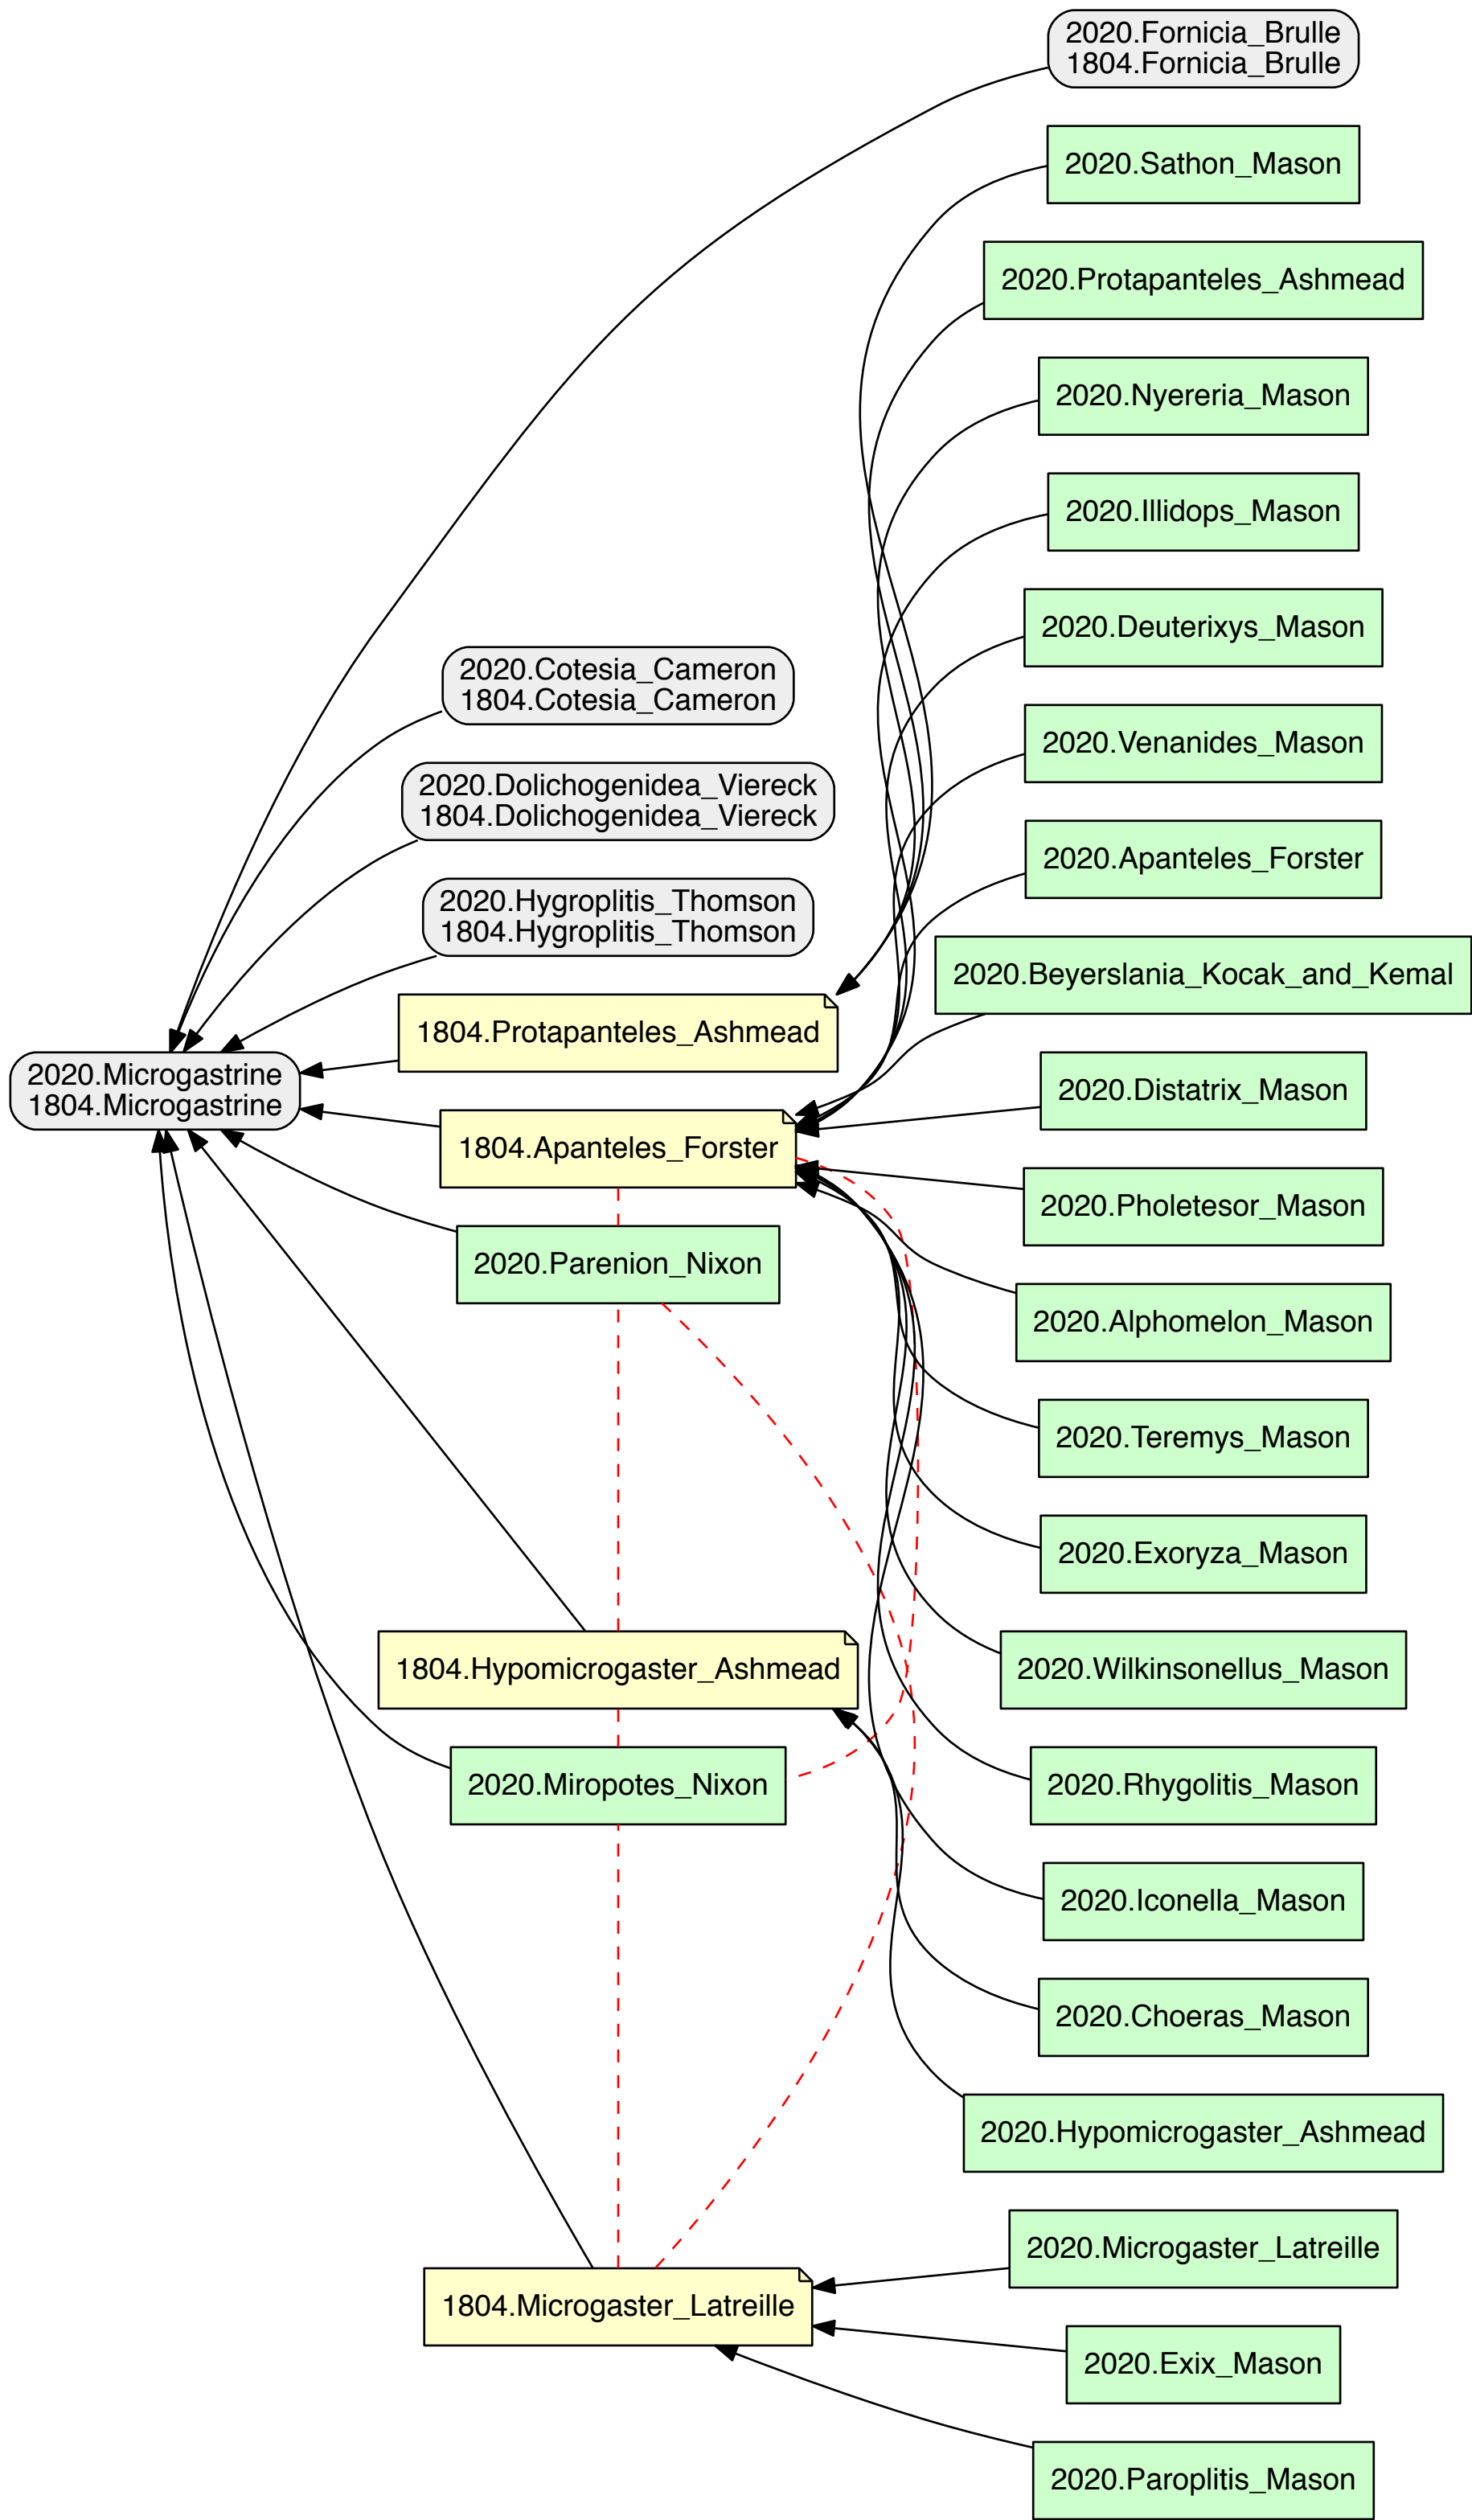 2020.Fornicia_Brulle
1804.Fornicia_Brulle
2020.Sathon_Mason
2020.Protapanteles_Ashmead
2020.Nyereria_Mason
2020.Illidops_Mason
2020.Deuterixys_Mason
2020.Cotesia_Cameron
1804.Cotesia_Cameron
2020.Venanides_Mason
2020.Dolichogenidea_Viereck
1804.Dolichogenidea_Viereck
2020.Apanteles_Forster
2020.Hygroplitis_Thomson
1804.Hygroplitis_Thomson
2020.Beyerslania_Kocak_and_Kemal
1804.Protapanteles_Ashmead
2020.Microgastrine
1804.Microgastrine
2020.Distatrix_Mason
1804.Apanteles_Forster
2020.Pholetesor_Mason
2020.Parenion_Nixon
2020.Alphomelon_Mason
2020.Teremys_Mason
2020.Exoryza_Mason
1804.Hypomicrogaster_Ashmead
2020.Wilkinsonellus_Mason
2020.Miropotes_Nixon
2020.Rhygolitis_Mason
2020.Iconella_Mason
2020.Choeras_Mason
2020.Hypomicrogaster_Ashmead
2020.Microgaster_Latreille
1804.Microgaster_Latreille
2020.Exix_Mason
2020.Paroplitis_Mason